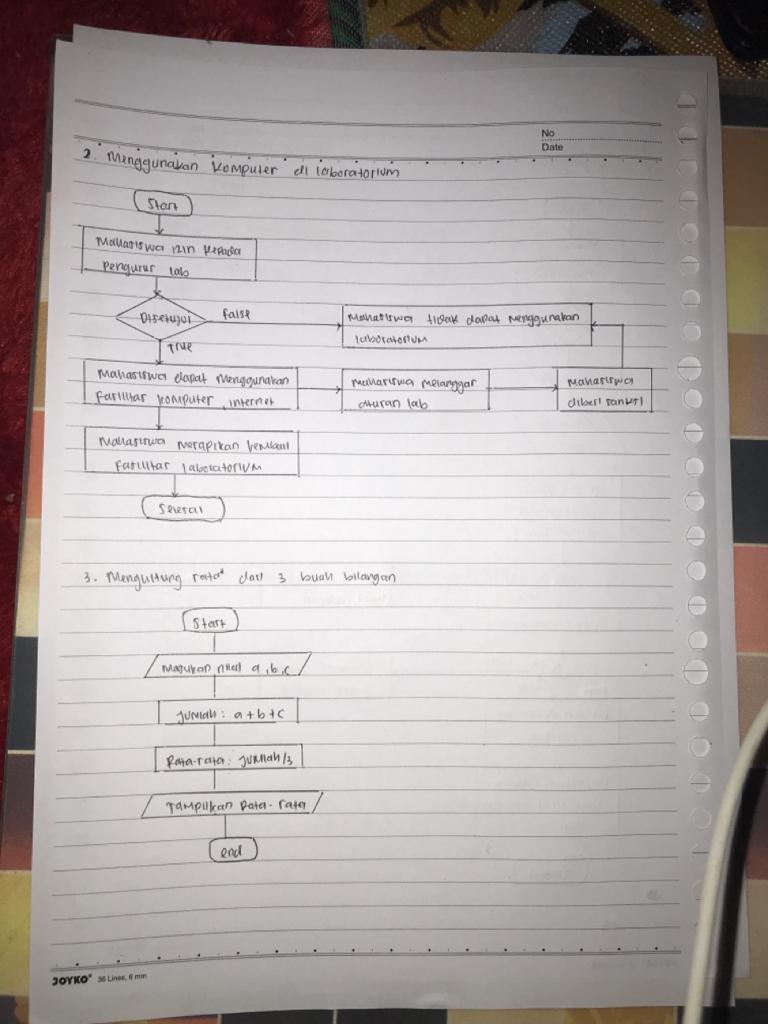 No
Date
2. Menggunakan Komputer di laboratorium
Start
Mahasiswa izin kepada
pengurus lab
Disetujui
false
True
Mahasiswa tidak dapat menggunakan
laboratorium
Mahasiswa dapat menggunakan
fasilitas komputer, internet
Mahasiswa melanggar
aturan lab
Mahasiswa
diberi sanksi
Mahasiswa merapikan kembali
fasilitas laboratorium
Selesai
3. Menghitung rata² dari 3 buah bilangan
Start
Masukan nilai a, b, c
Jumlah : a + b + c
Rata-rata : Jumlah/3
Tampilkan Rata-rata
end
JOYKO® 36 Lines, 6 mm